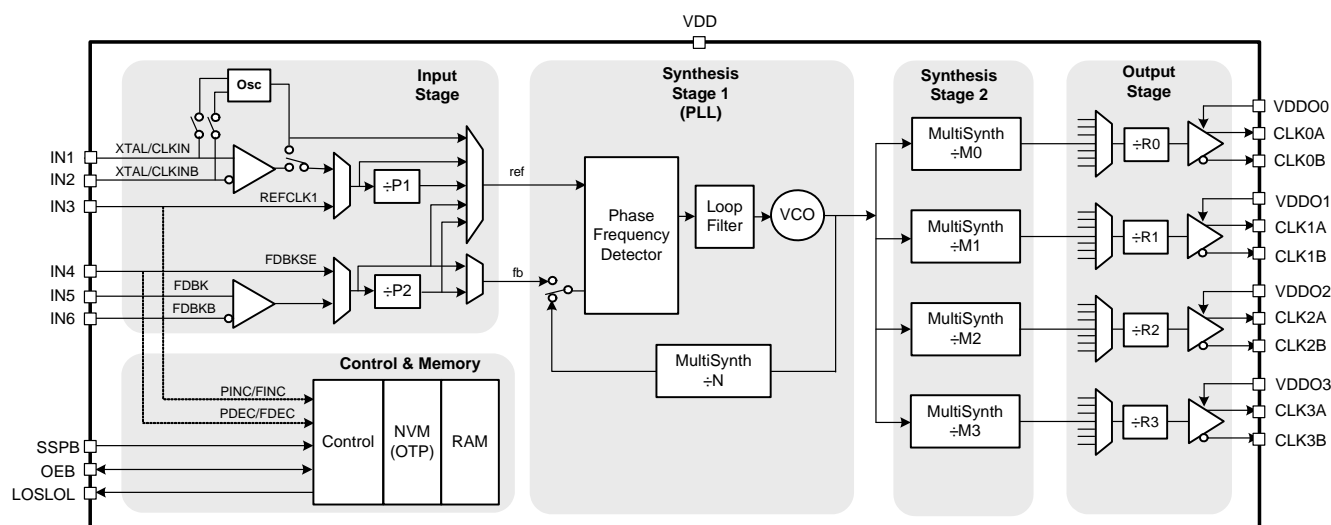 VDD
Input
Stage
Osc
XTAL/CLKIN
XTAL/CLKINB
REFCLK1
÷P1
FDBKSE
FDBK
FDBKB
÷P2
IN1
IN2
IN3
IN4
IN5
IN6
ref
fb
Synthesis
Stage 1
(PLL)
Phase
Frequency
Detector
Loop
Filter
VCO
MultiSynth
÷N
Synthesis
Stage 2
MultiSynth
÷M0
MultiSynth
÷M1
MultiSynth
÷M2
MultiSynth
÷M3
Output
Stage
÷R0
÷R1
÷R2
÷R3
VDDO0
CLK0A
CLK0B
VDDO1
CLK1A
CLK1B
VDDO2
CLK2A
CLK2B
VDDO3
CLK3A
CLK3B
Control & Memory
PINC/FINC
PDEC/FDEC
Control
NVM
(OTP)
RAM
SSPB
OEB
LOSLOL